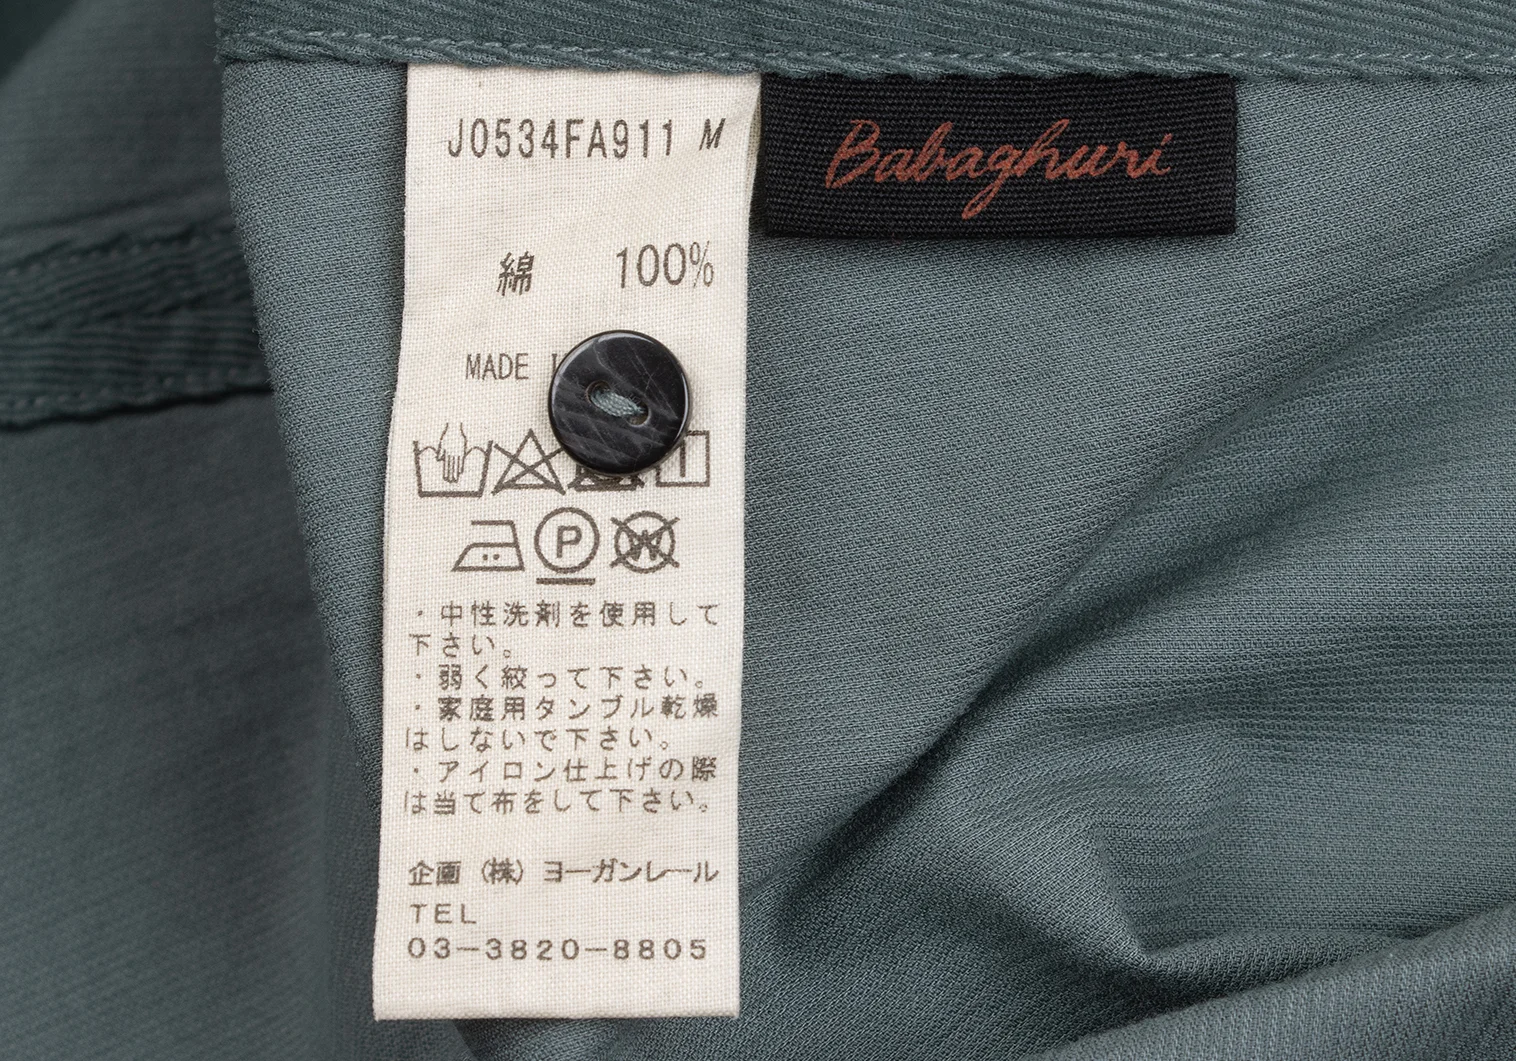 J0534FA911 M
Babaghuri
綿 100%
MADE
P
W
・中性洗剤を使用して
下さい。
・弱く絞って下さい。
・家庭用タンブル乾燥
はしないで下さい。
・アイロン仕上げの際
は当て布をして下さい。
企画 (株) ヨーガンレール
TEL
03-3820-8805